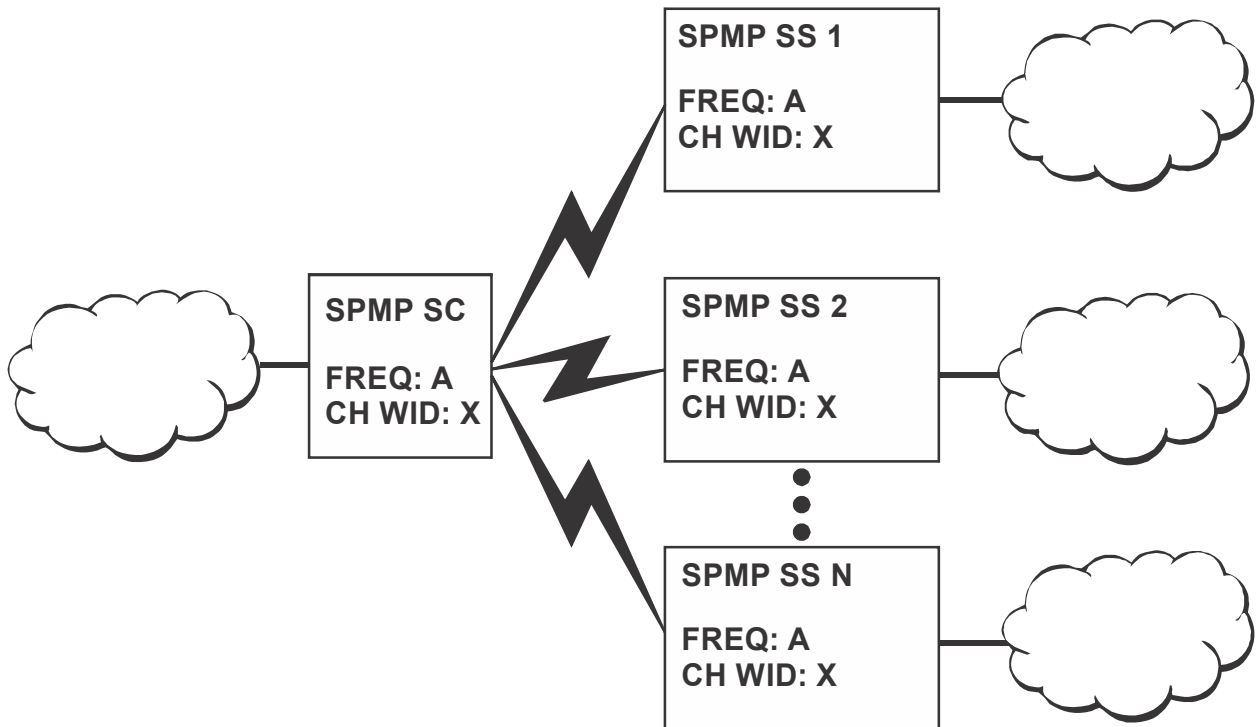 SPMP SS 1
FREQ: A
CH WID: X
SPMP SC
FREQ: A
CH WID: X
SPMP SS 2
FREQ: A
CH WID: X
SPMP SS N
FREQ: A
CH WID: X